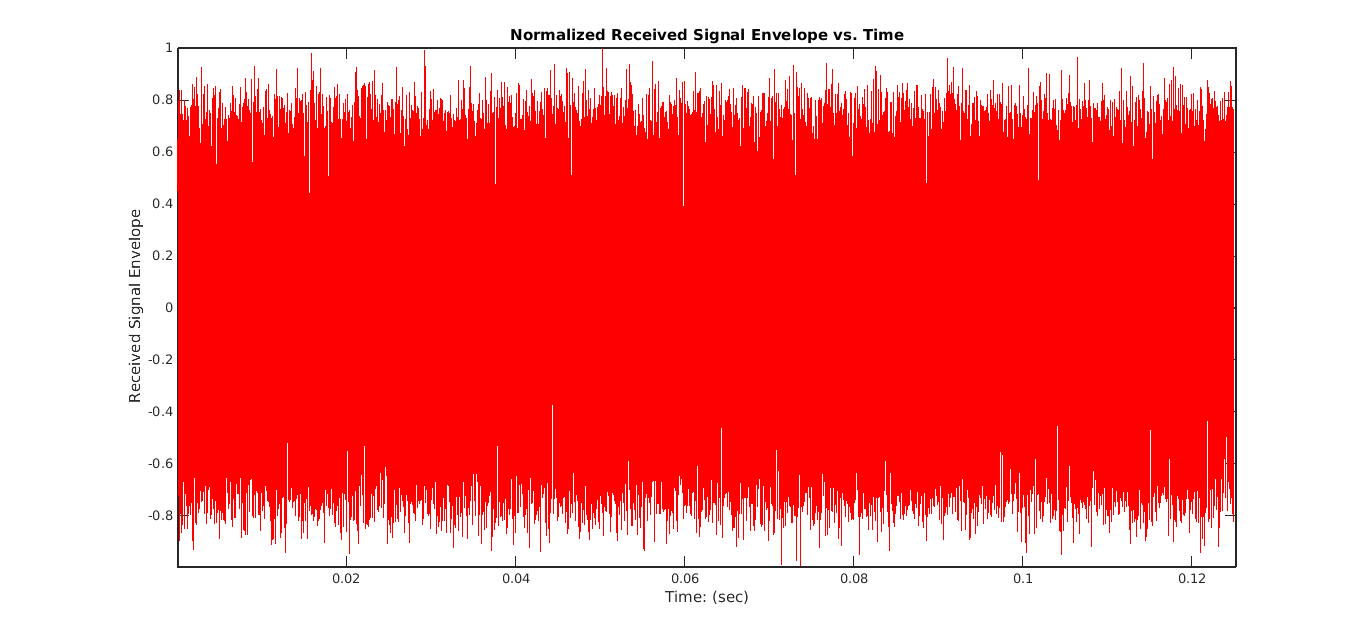 Normalized Received Signal Envelope vs. Time
Received Signal Envelope
1
0.8
0.6
0.4
0.2
0
-0.2
-0.4
-0.6
-0.8
0.02 0.04 0.06 0.08 0.1 0.12
Time: (sec)